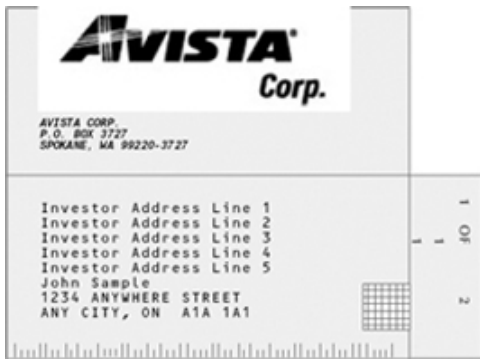 AVISTA
Corp.
AVISTA CORP.
P.O. BOX 3727
SPOKANE, WA 99220-3727
Investor Address Line 1
Investor Address Line 2
Investor Address Line 3
Investor Address Line 4
Investor Address Line 5
John Sample
1234 ANYWHERE STREET
ANY CITY, ON A1A 1A1
1 OF 2
1 1